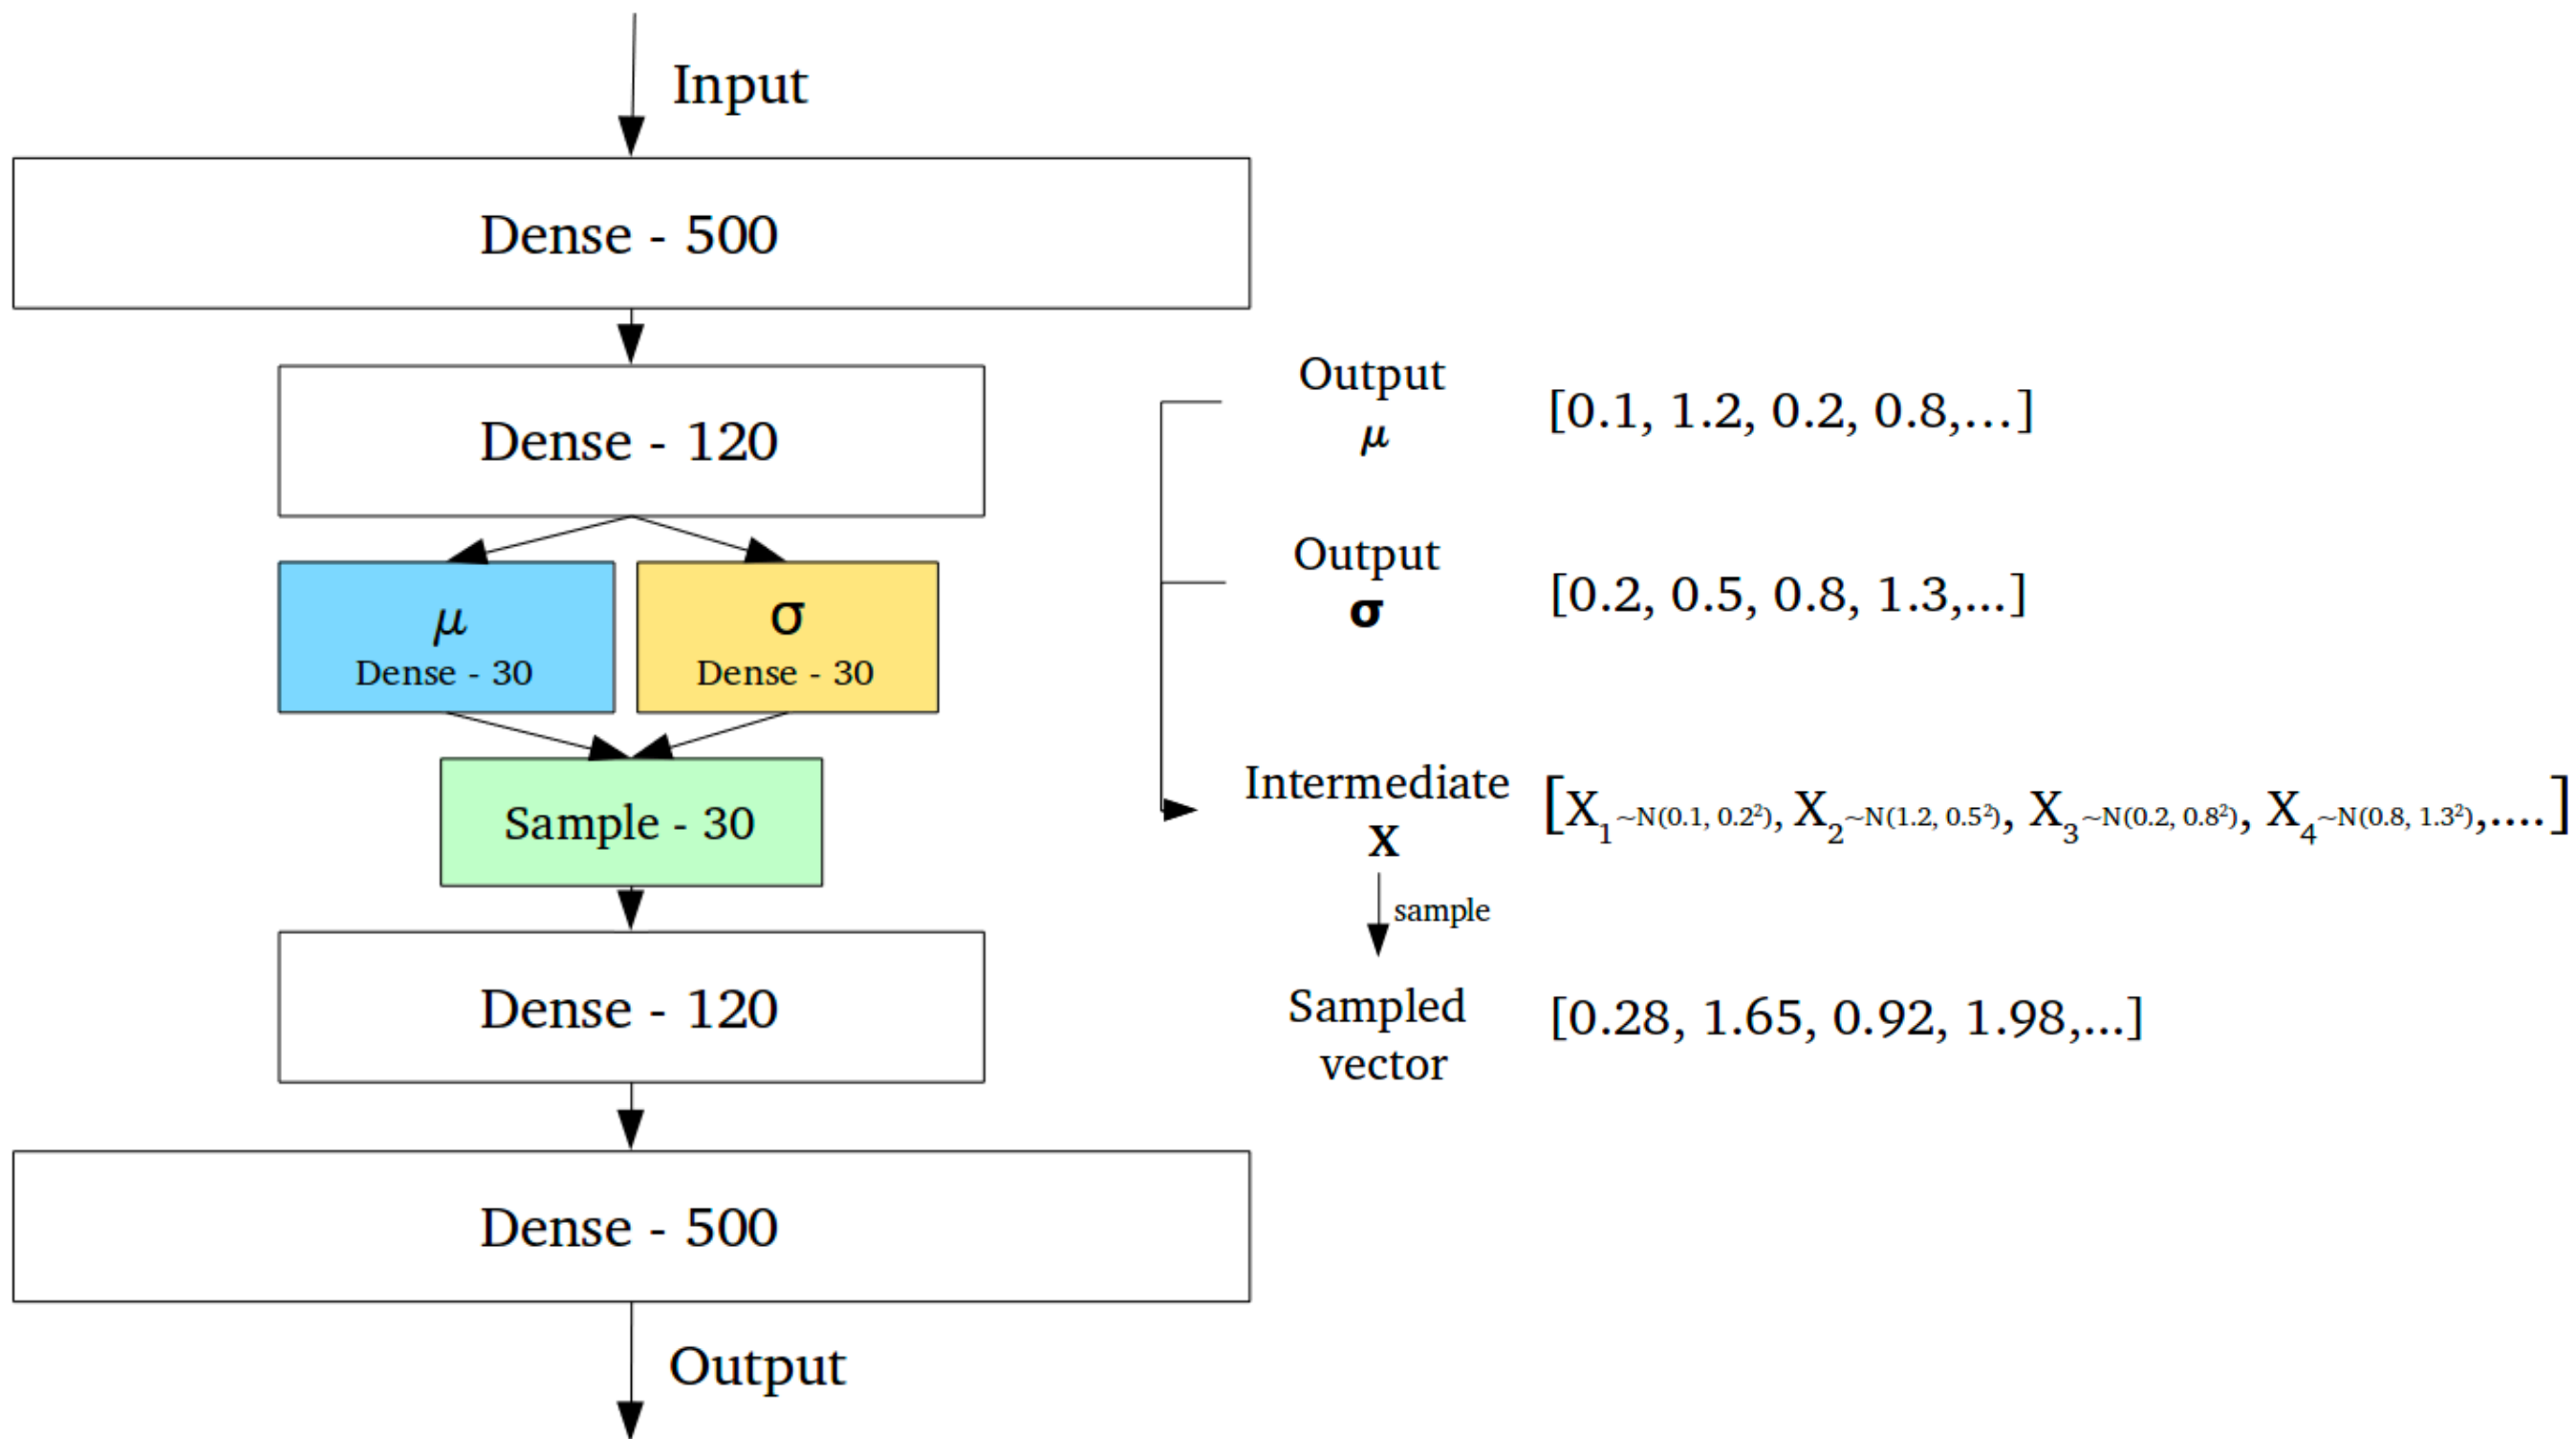 Input
Dense - 500
Dense - 120
μ
Dense - 30
σ
Dense - 30
Sample - 30
Dense - 120
Dense - 500
Output
Output
μ
[0.1, 1.2, 0.2, 0.8,…]
Output
σ
[0.2, 0.5, 0.8, 1.3,...]
Intermediate
X
[X₁~N(0.1, 0.2²), X₂~N(1.2, 0.5²), X₃~N(0.2, 0.8²), X₄~N(0.8, 1.3²),....]
sample
Sampled
vector
[0.28, 1.65, 0.92, 1.98,...]